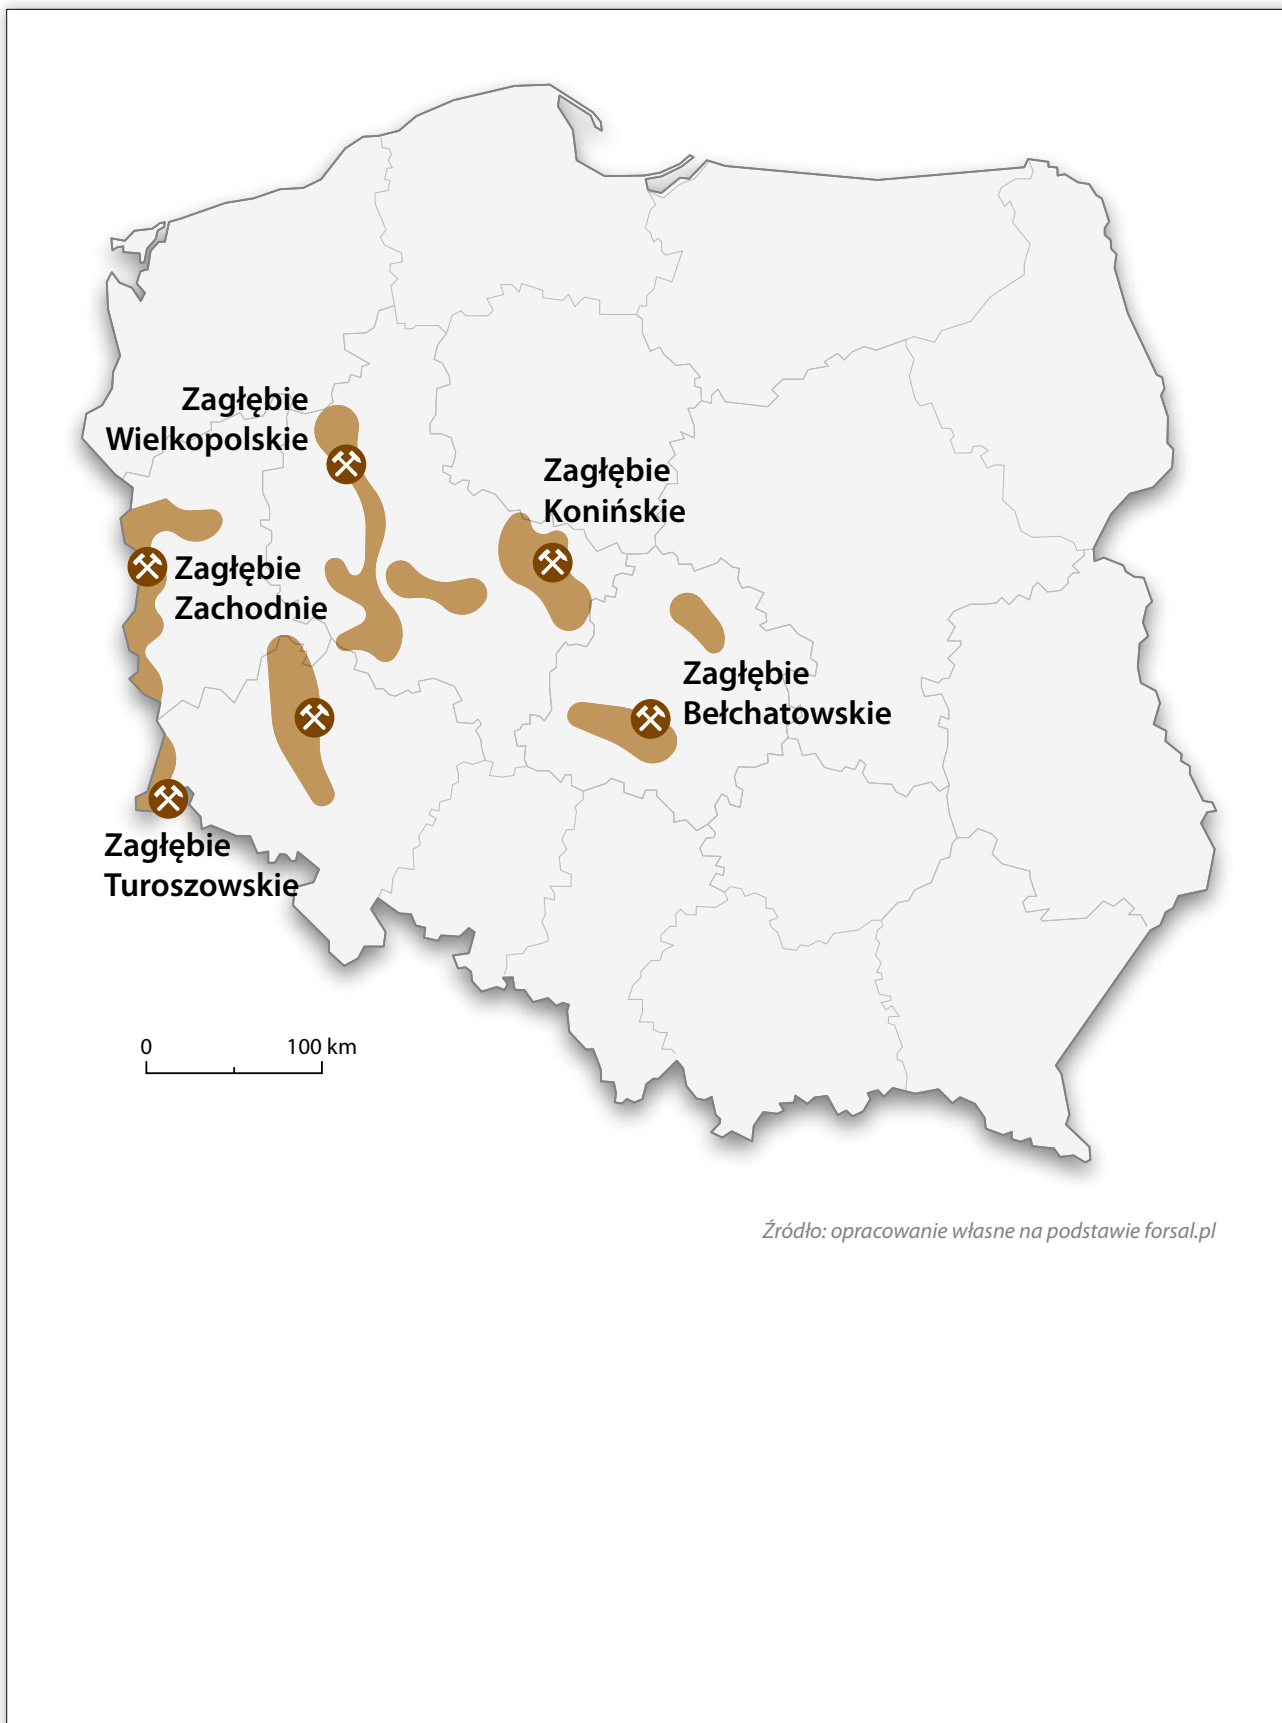 Zagłębie
Wielkopolskie
Zagłębie
Konińskie
Zagłębie
Zachodnie
Zagłębie
Bełchatowskie
Zagłębie
Turoszowskie
0 100 km
Źródło: opracowanie własne na podstawie forsal.pl